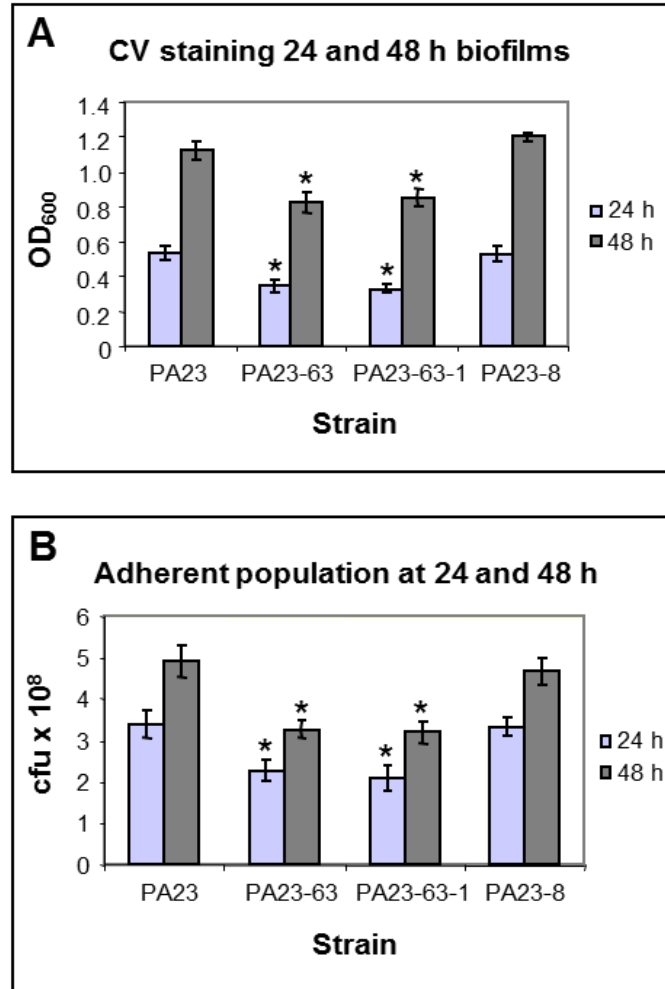 A
CV staining 24 and 48 h biofilms
1.4
1.2
1.0
0.8
0.6
0.4
0.2
0
OD600
*
*
*
*
24 h
48 h
PA23 PA23-63 PA23-63-1 PA23-8
Strain
B
Adherent population at 24 and 48 h
6
5
4
3
2
1
0
cfu x 10⁸
*
*
*
*
24 h
48 h
PA23 PA23-63 PA23-63-1 PA23-8
Strain